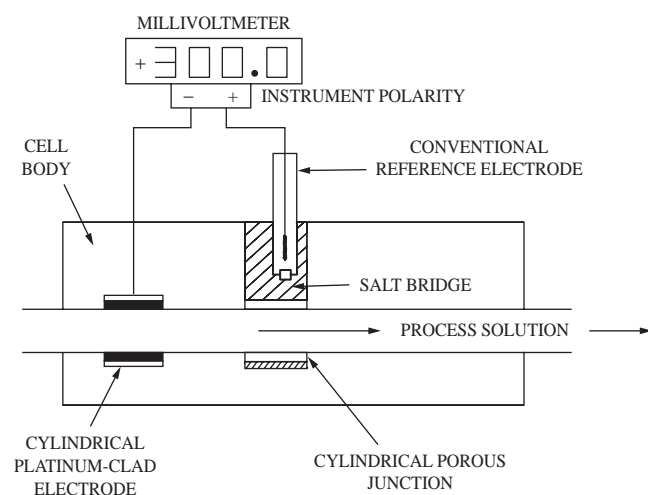 MILLIVOLTMETER
+300.0
− +
INSTRUMENT POLARITY
CELL
BODY
CONVENTIONAL
REFERENCE ELECTRODE
SALT BRIDGE
PROCESS SOLUTION
CYLINDRICAL
PLATINUM-CLAD
ELECTRODE
CYLINDRICAL POROUS
JUNCTION